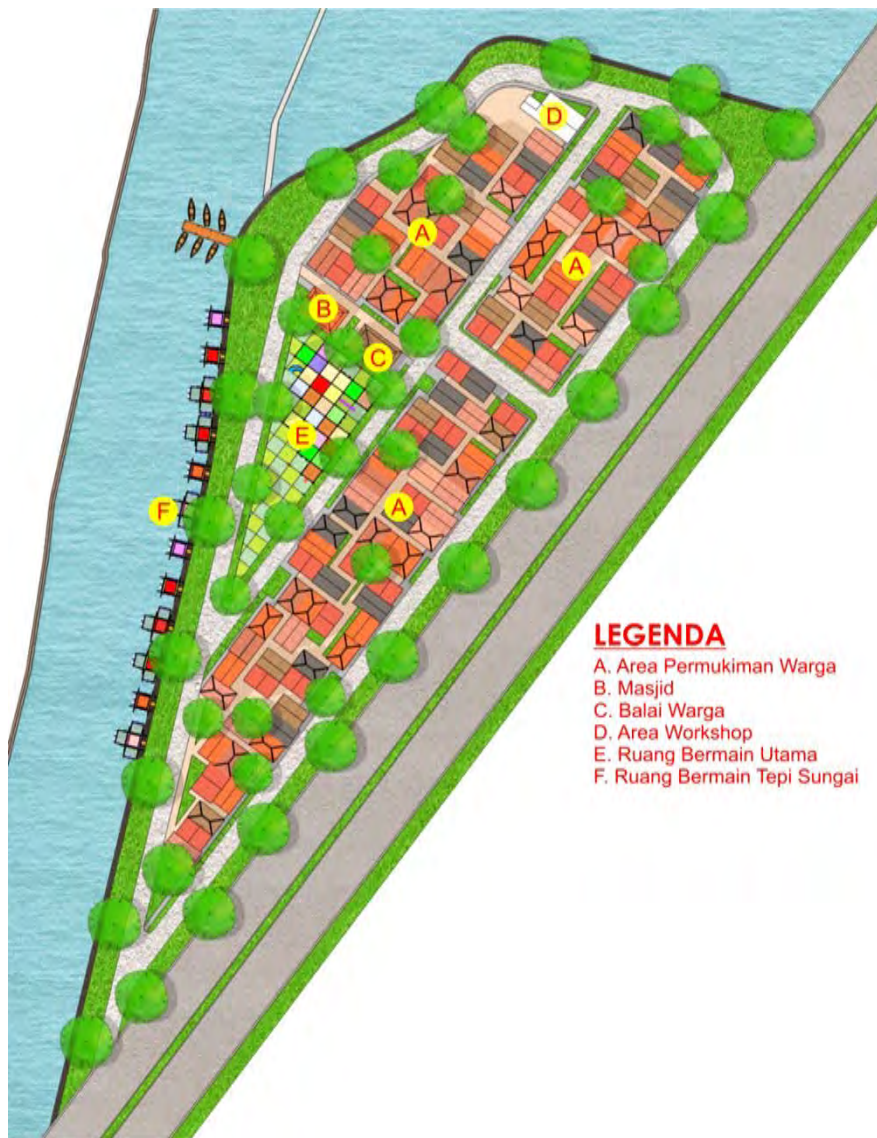 D
A
A
B
C
E
A
F
LEGENDA
A. Area Permukiman Warga
B. Masjid
C. Balai Warga
D. Area Workshop
E. Ruang Bermain Utama
F. Ruang Bermain Tepi Sungai